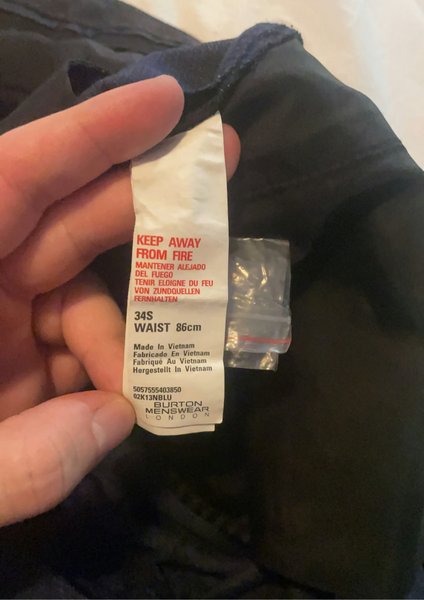 KEEP AWAY
FROM FIRE
MANTENER ALEJADO
DEL FUEGO
TENIR ELOIGNE DU FEU
VON ZUNDQUELLEN
FERNHALTEN
34S
WAIST 86cm
Made In Vietnam
Fabricado En Vietnam
Fabriqué Au Vietnam
Hergestellt In Vietnam
5057555403850
02K13NBLU
BURTON
MENSWEAR
LONDON